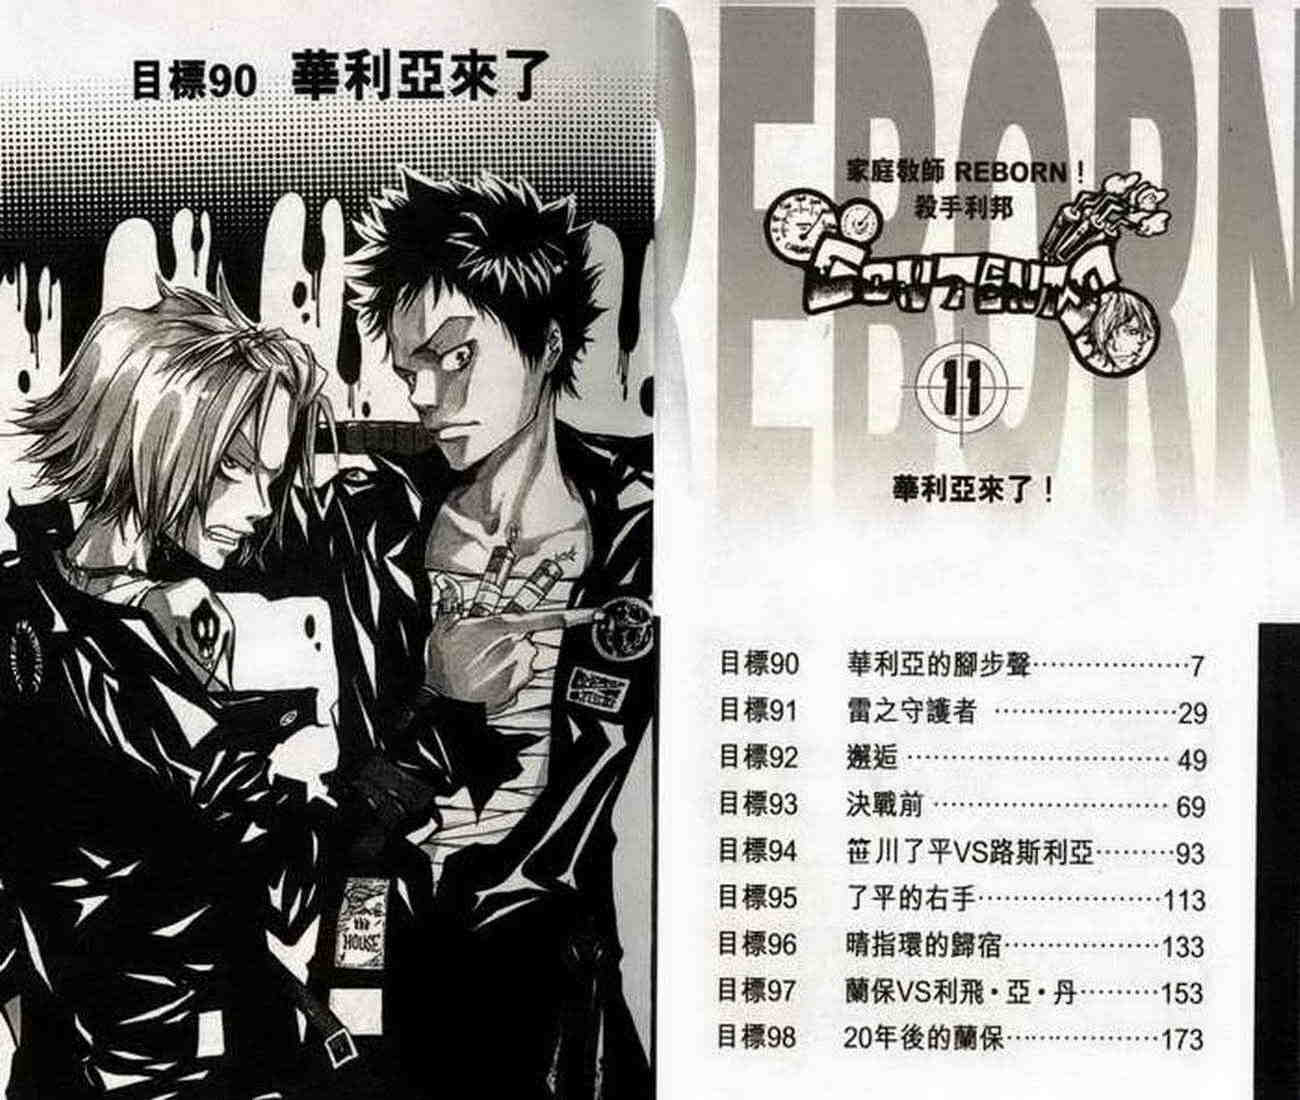 目標90 華利亞來了
REBORN
家庭教師 REBORN！
殺手利邦
CONTENTS
11
華利亞來了！
目標90 華利亞的腳步聲………………7
目標91 雷之守護者 …………………29
目標92 邂逅 ………………………… 49
目標93 決戰前 ……………………… 69
目標94 笹川了平VS路斯利亞………93
目標95 了平的右手…………………113
目標96 晴指環的歸宿………………133
目標97 蘭保VS利飛・亞・丹………153
目標98 20年後的蘭保………………173
HOUSE